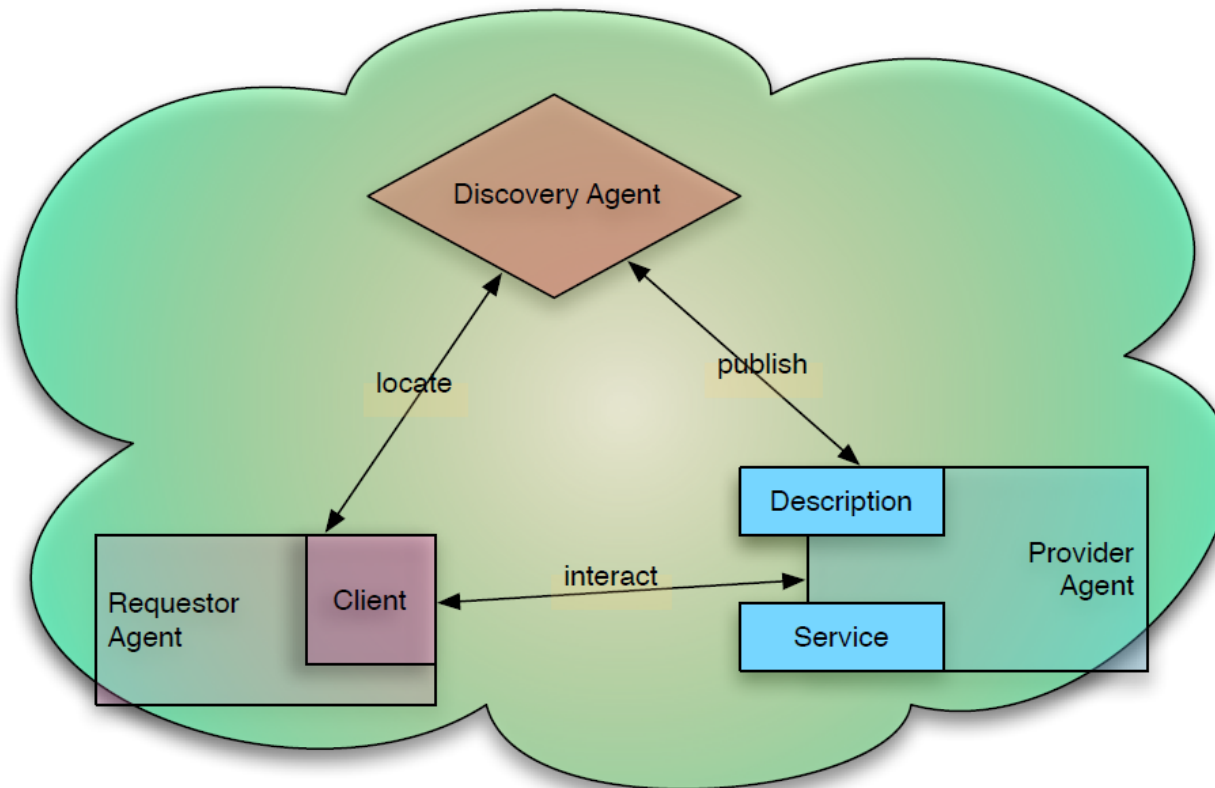 Discovery Agent
locate
publish
Description
Provider
Agent
interact
Requestor
Agent
Client
Service